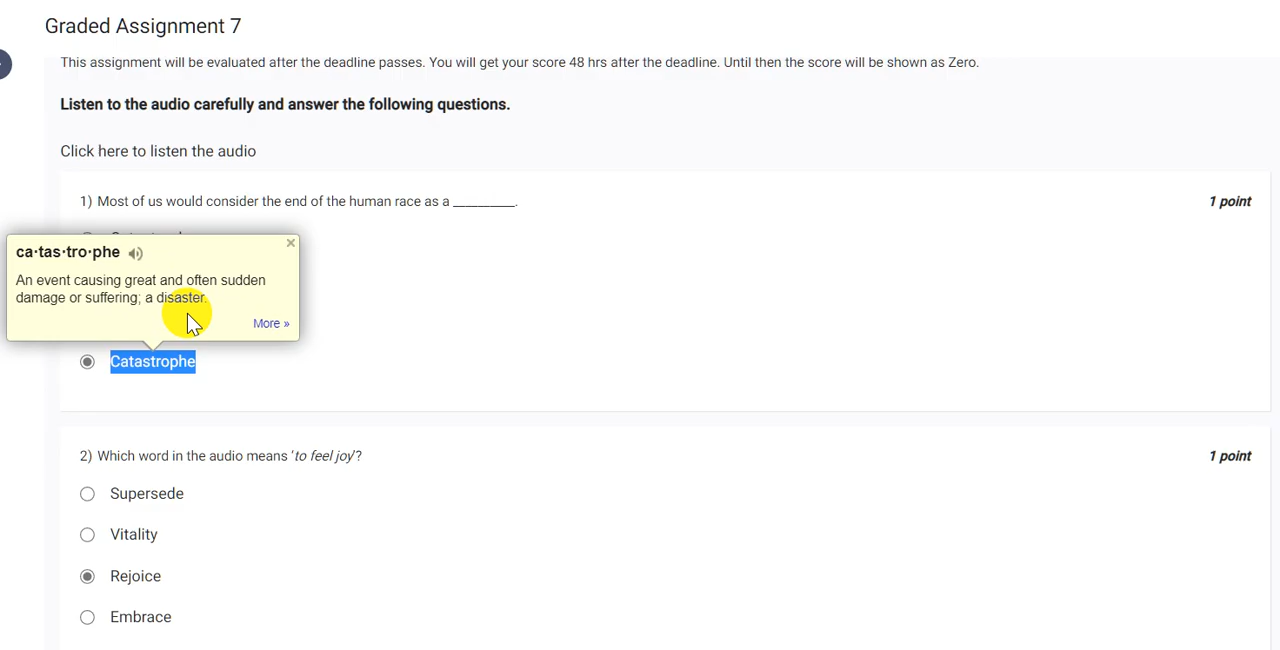 Graded Assignment 7
This assignment will be evaluated after the deadline passes. You will get your score 48 hrs after the deadline. Until then the score will be shown as Zero.
Listen to the audio carefully and answer the following questions.
Click here to listen the audio
1) Most of us would consider the end of the human race as a ________.
1 point
ca·tas·tro·phe
×
An event causing great and often sudden
damage or suffering; a disaster.
More »
Catastrophe
2) Which word in the audio means 'to feel joy'?
1 point
Supersede
Vitality
Rejoice
Embrace